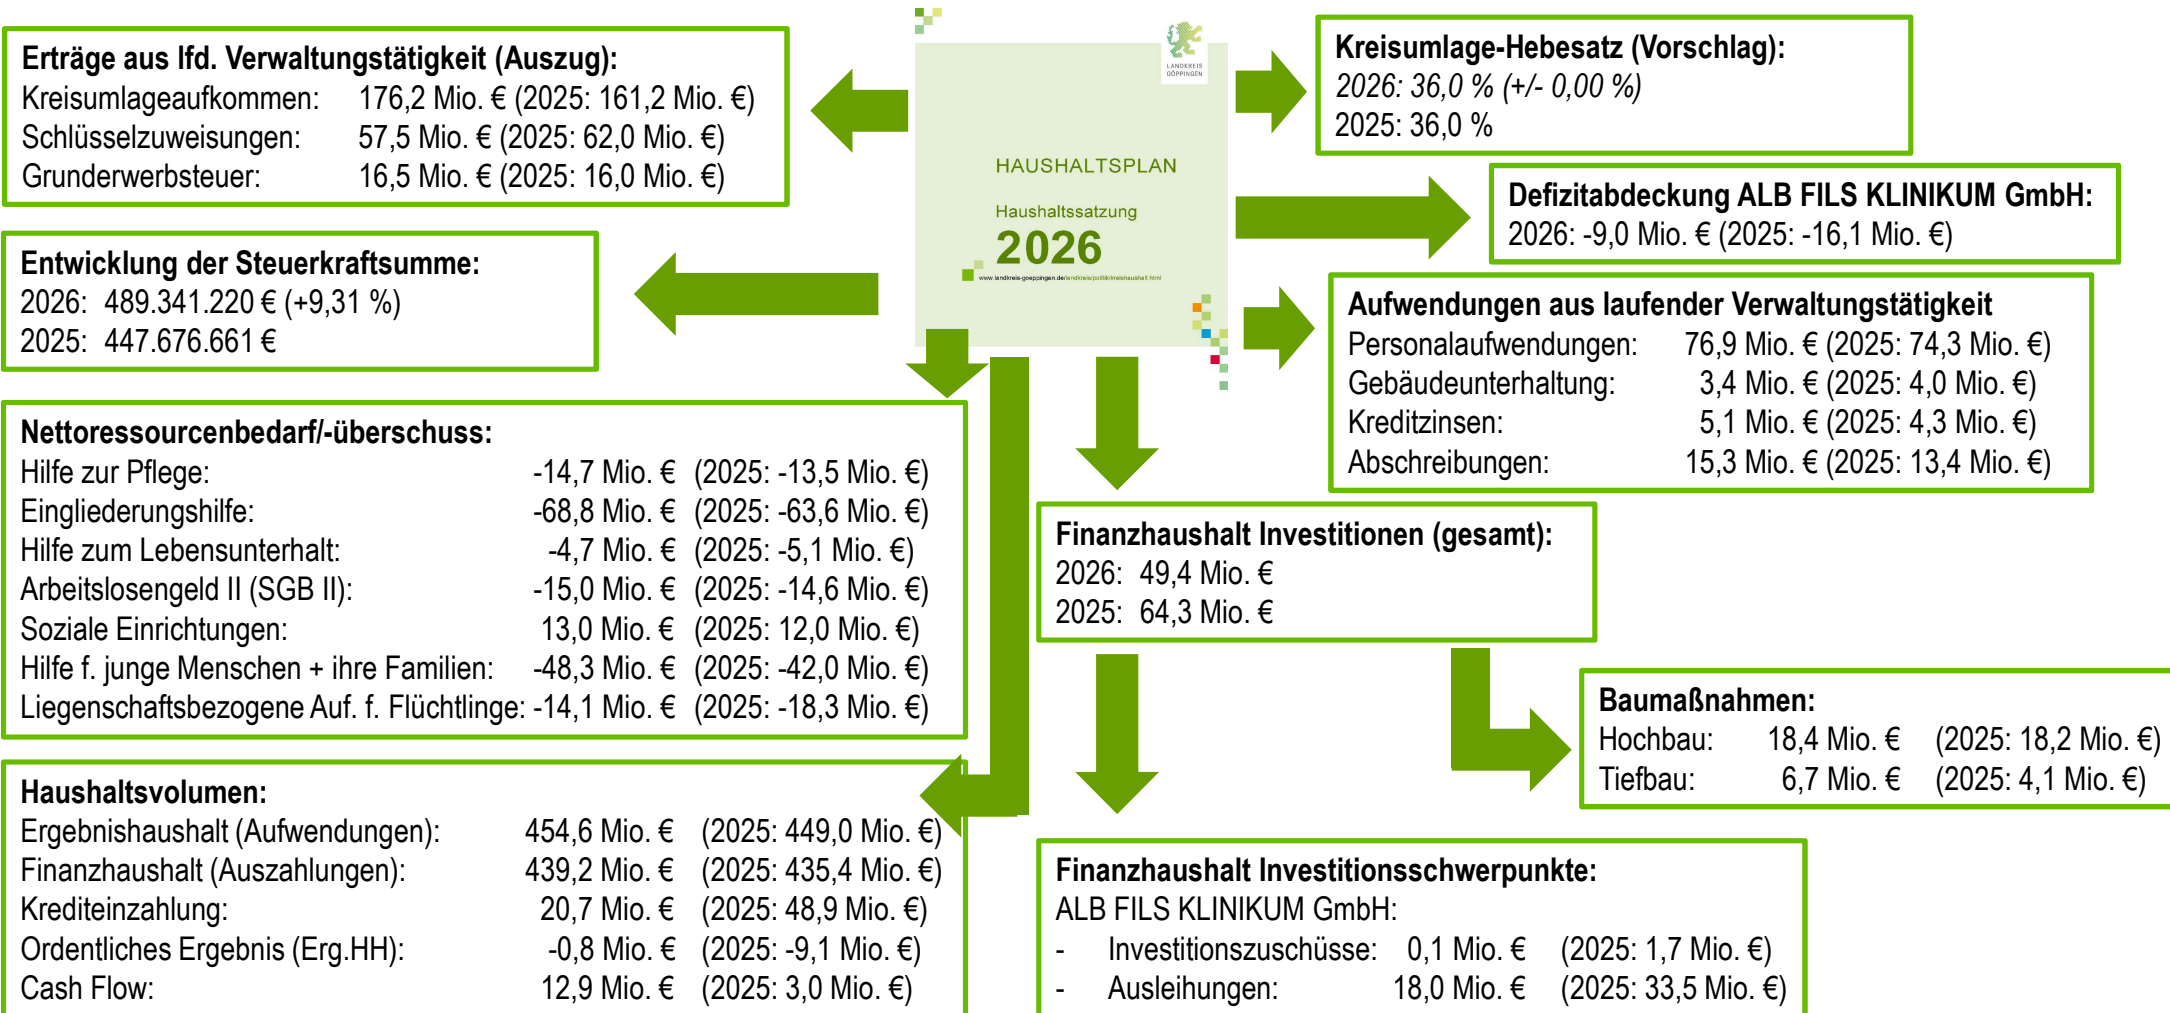 Erträge aus lfd. Verwaltungstätigkeit (Auszug):
Kreisumlageaufkommen: 176,2 Mio. € (2025: 161,2 Mio. €)
Schlüsselzuweisungen: 57,5 Mio. € (2025: 62,0 Mio. €)
Grunderwerbsteuer: 16,5 Mio. € (2025: 16,0 Mio. €)
Entwicklung der Steuerkraftsumme:
2026: 489.341.220 € (+9,31 %)
2025: 447.676.661 €
Nettoressourcenbedarf/-überschuss:
Hilfe zur Pflege: -14,7 Mio. € (2025: -13,5 Mio. €)
Eingliederungshilfe: -68,8 Mio. € (2025: -63,6 Mio. €)
Hilfe zum Lebensunterhalt: -4,7 Mio. € (2025: -5,1 Mio. €)
Arbeitslosengeld II (SGB II): -15,0 Mio. € (2025: -14,6 Mio. €)
Soziale Einrichtungen: 13,0 Mio. € (2025: 12,0 Mio. €)
Hilfe f. junge Menschen + ihre Familien: -48,3 Mio. € (2025: -42,0 Mio. €)
Liegenschaftsbezogene Auf. f. Flüchtlinge: -14,1 Mio. € (2025: -18,3 Mio. €)
Haushaltsvolumen:
Ergebnishaushalt (Aufwendungen): 454,6 Mio. € (2025: 449,0 Mio. €)
Finanzhaushalt (Auszahlungen): 439,2 Mio. € (2025: 435,4 Mio. €)
Krediteinzahlung: 20,7 Mio. € (2025: 48,9 Mio. €)
Ordentliches Ergebnis (Erg.HH): -0,8 Mio. € (2025: -9,1 Mio. €)
Cash Flow: 12,9 Mio. € (2025: 3,0 Mio. €)
LANDKREIS
GÖPPINGEN
HAUSHALTSPLAN
Haushaltssatzung
2026
www.landkreis-goeppingen.de/landkreis/politik/kreishaushalt.html
Kreisumlage-Hebesatz (Vorschlag):
2026: 36,0 % (+/- 0,00 %)
2025: 36,0 %
Defizitabdeckung ALB FILS KLINIKUM GmbH:
2026: -9,0 Mio. € (2025: -16,1 Mio. €)
Aufwendungen aus laufender Verwaltungstätigkeit
Personalaufwendungen: 76,9 Mio. € (2025: 74,3 Mio. €)
Gebäudeunterhaltung: 3,4 Mio. € (2025: 4,0 Mio. €)
Kreditzinsen: 5,1 Mio. € (2025: 4,3 Mio. €)
Abschreibungen: 15,3 Mio. € (2025: 13,4 Mio. €)
Finanzhaushalt Investitionen (gesamt):
2026: 49,4 Mio. €
2025: 64,3 Mio. €
Baumaßnahmen:
Hochbau: 18,4 Mio. € (2025: 18,2 Mio. €)
Tiefbau: 6,7 Mio. € (2025: 4,1 Mio. €)
Finanzhaushalt Investitionsschwerpunkte:
ALB FILS KLINIKUM GmbH:
- Investitionszuschüsse: 0,1 Mio. € (2025: 1,7 Mio. €)
- Ausleihungen: 18,0 Mio. € (2025: 33,5 Mio. €)